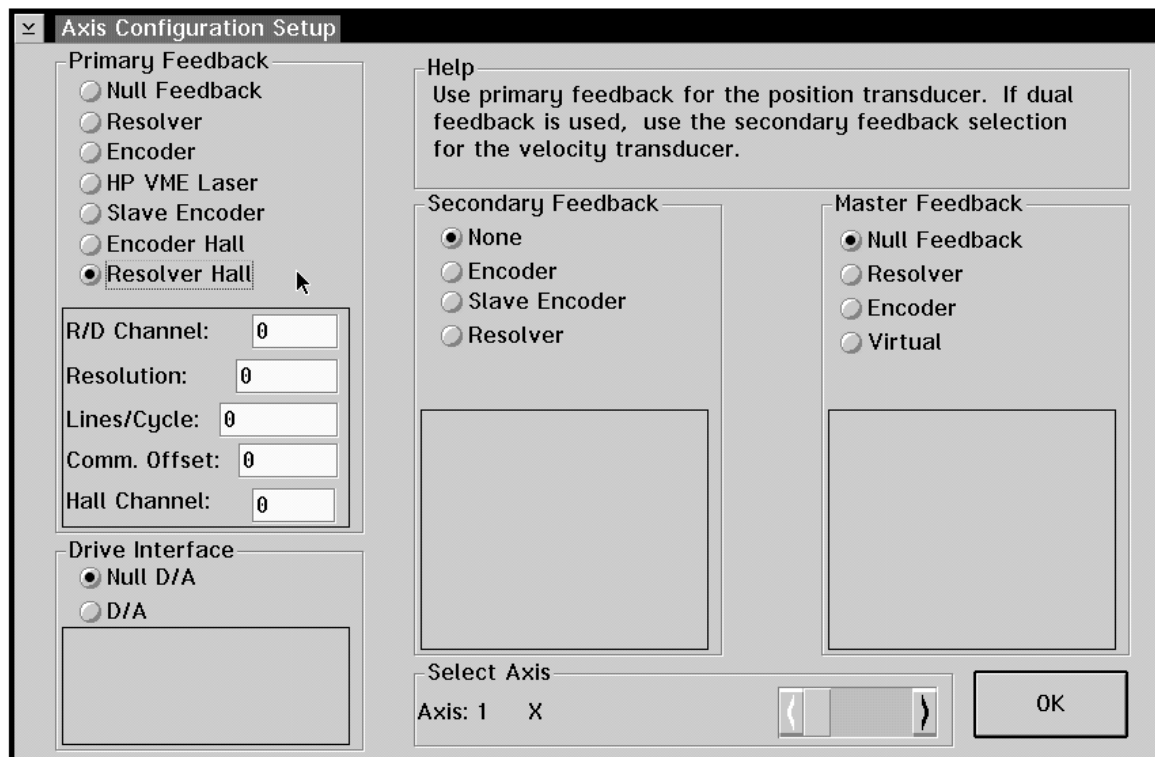 Axis Configuration Setup
Primary Feedback
Null Feedback
Resolver
Encoder
HP VME Laser
Slave Encoder
Encoder Hall
Resolver Hall
R/D Channel: 0
Resolution: 0
Lines/Cycle: 0
Comm. Offset: 0
Hall Channel: 0
Drive Interface
Null D/A
D/A
Help
Use primary feedback for the position transducer. If dual
feedback is used, use the secondary feedback selection
for the velocity transducer.
Secondary Feedback
None
Encoder
Slave Encoder
Resolver
Master Feedback
Null Feedback
Resolver
Encoder
Virtual
Select Axis
Axis: 1 X
OK